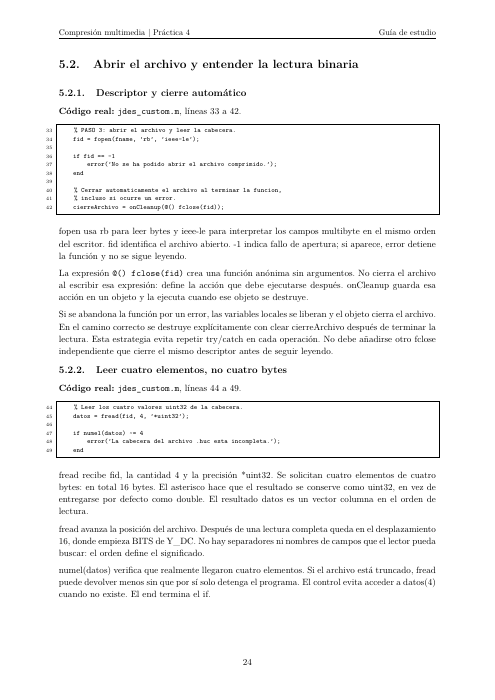 Compresión multimedia | Práctica 4 Guía de estudio
5.2. Abrir el archivo y entender la lectura binaria
5.2.1. Descriptor y cierre automático
Código real: jdes_custom.m, líneas 33 a 42.
33 % PASO 3: abrir el archivo y leer la cabecera.
34 fid = fopen(fname, 'rb', 'ieee-le');
35
36 if fid == -1
37 error('No se ha podido abrir el archivo comprimido.');
38 end
39
40 % Cerrar automaticamente el archivo al terminar la funcion,
41 % incluso si ocurre un error.
42 cierreArchivo = onCleanup(@() fclose(fid));
fopen usa rb para leer bytes y ieee-le para interpretar los campos multibyte en el mismo orden
del escritor. fid identifica el archivo abierto. -1 indica fallo de apertura; si aparece, error detiene
la función y no se sigue leyendo.
La expresión @() fclose(fid) crea una función anónima sin argumentos. No cierra el archivo
al escribir esa expresión: define la acción que debe ejecutarse después. onCleanup guarda esa
acción en un objeto y la ejecuta cuando ese objeto se destruye.
Si se abandona la función por un error, las variables locales se liberan y el objeto cierra el archivo.
En el camino correcto se destruye explícitamente con clear cierreArchivo después de terminar la
lectura. Esta estrategia evita repetir try/catch en cada operación. No debe añadirse otro fclose
independiente que cierre el mismo descriptor antes de seguir leyendo.
5.2.2. Leer cuatro elementos, no cuatro bytes
Código real: jdes_custom.m, líneas 44 a 49.
44 % Leer los cuatro valores uint32 de la cabecera.
45 datos = fread(fid, 4, '*uint32');
46
47 if numel(datos) ~= 4
48 error('La cabecera del archivo .huc esta incompleta.');
49 end
fread recibe fid, la cantidad 4 y la precisión *uint32. Se solicitan cuatro elementos de cuatro
bytes: en total 16 bytes. El asterisco hace que el resultado se conserve como uint32, en vez de
entregarse por defecto como double. El resultado datos es un vector columna en el orden de
lectura.
fread avanza la posición del archivo. Después de una lectura completa queda en el desplazamiento
16, donde empieza BITS de Y_DC. No hay separadores ni nombres de campos que el lector pueda
buscar: el orden define el significado.
numel(datos) verifica que realmente llegaron cuatro elementos. Si el archivo está truncado, fread
puede devolver menos sin que por sí solo detenga el programa. El control evita acceder a datos(4)
cuando no existe. El end termina el if.
24